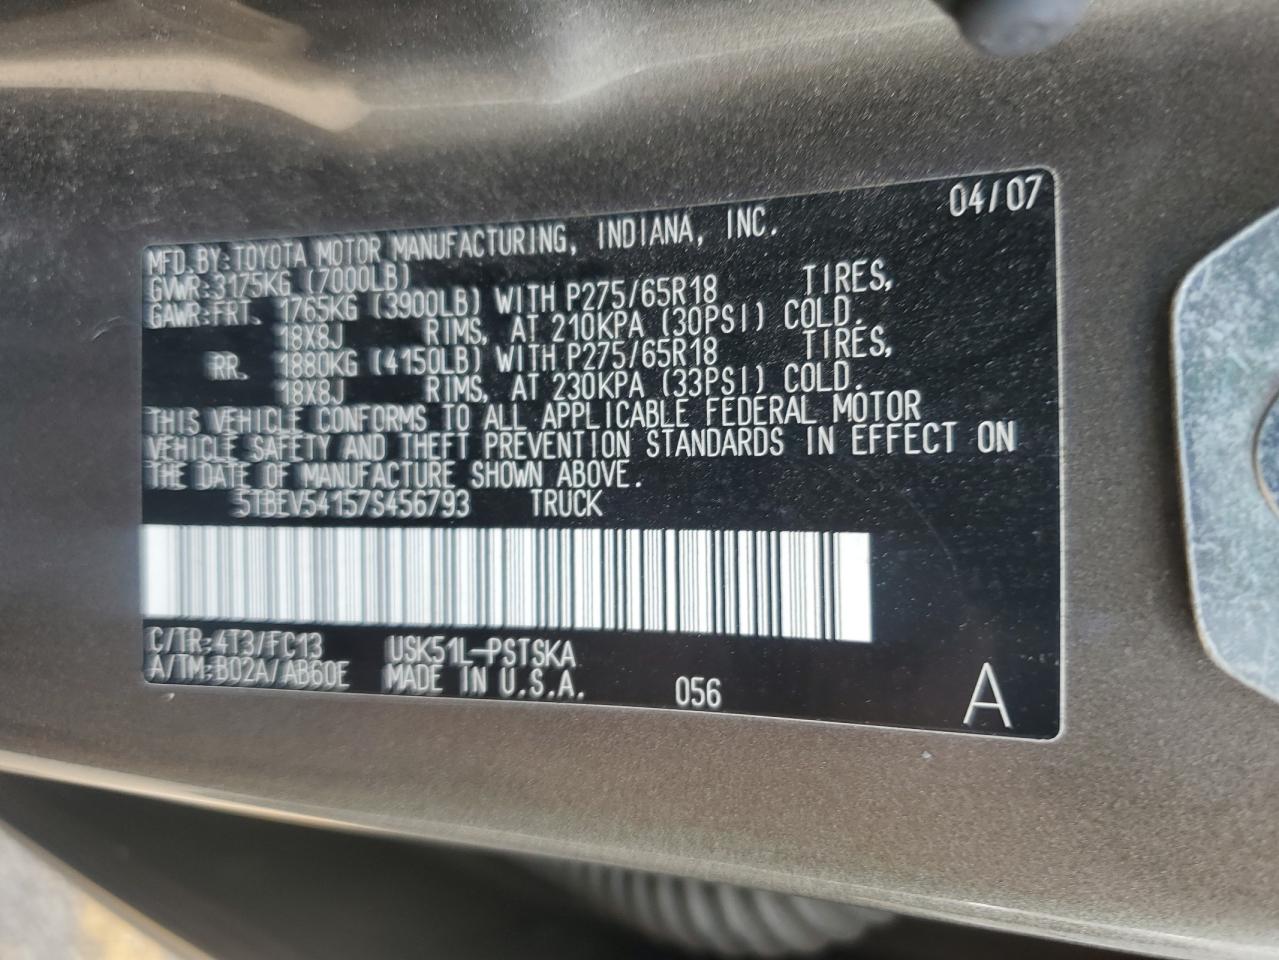 04/07
MFD.BY:TOYOTA MOTOR MANUFACTURING, INDIANA, INC.
GVWR:3175KG (7000LB)
GAWR:FRT. 1765KG (3900LB) WITH P275/65R18 TIRES,
18X8J RIMS, AT 210KPA (30PSI) COLD.
RR. 1880KG (4150LB) WITH P275/65R18 TIRES,
18X8J RIMS, AT 230KPA (33PSI) COLD.
THIS VEHICLE CONFORMS TO ALL APPLICABLE FEDERAL MOTOR
VEHICLE SAFETY AND THEFT PREVENTION STANDARDS IN EFFECT ON
THE DATE OF MANUFACTURE SHOWN ABOVE.
5TBEV54157S456793 TRUCK
C/TR:4T3/FC13 USK51L-PSTSKA
A/TM:B02A/AB60E MADE IN U.S.A. 056 A